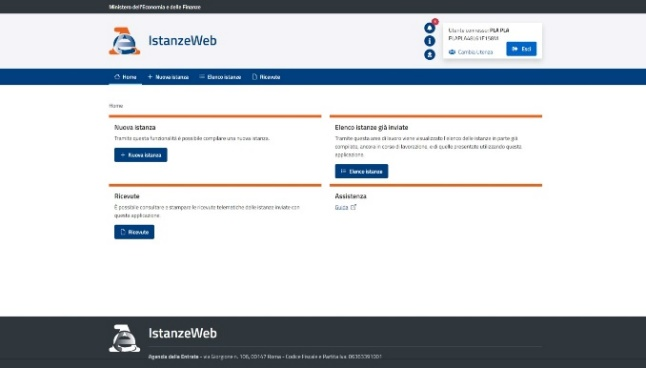 Ministero dell'Economia e delle Finanze
IstanzeWeb
Utente connesso: PLA PLA
Cambia utenza
Esci
Home
Nuova istanza
Elenco istanze
Ricevute
Home
Nuova istanza
Tramite questa funzionalità è possibile compilare una nuova istanza.
Nuova istanza
Elenco istanze già inviate
Tramite questa area di lavoro viene visualizzato l'elenco delle istanze in parte già
compilate, ancora in corso di lavorazione, e di quelle presentate utilizzando questa
applicazione.
Elenco istanze
Ricevute
È possibile consultare e stampare le ricevute telematiche delle istanze inviate con
questa applicazione.
Ricevute
Assistenza
Guida
IstanzeWeb
Agenzia delle Entrate - via Giorgione n. 106, 00147 Roma - Codice Fiscale e Partita Iva: 06363391001